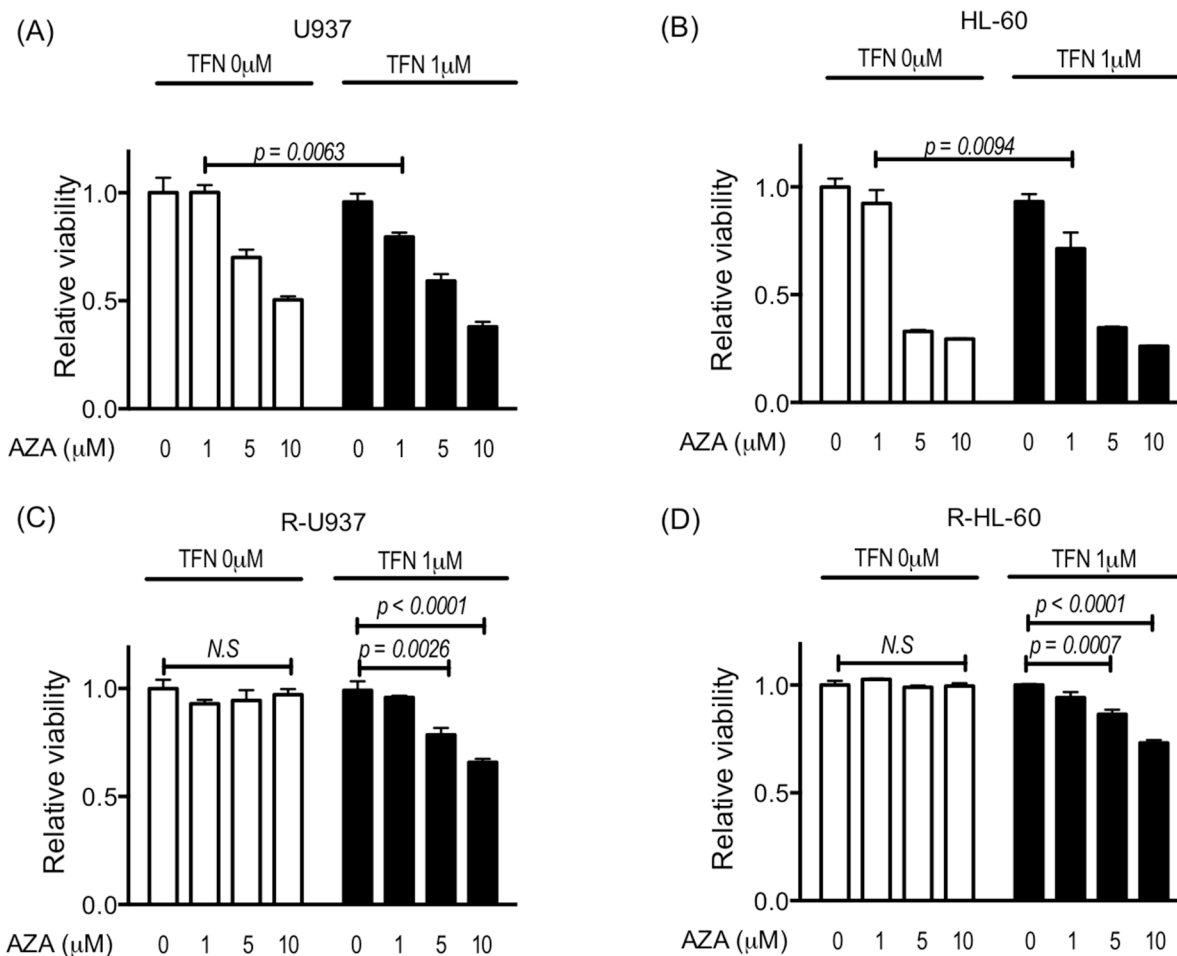 (A)
U937
TFN 0μM
TFN 1μM
p = 0.0063
Relative viability
1.0
0.5
0.0
AZA (μM) 0 1 5 10 0 1 5 10
(B)
HL-60
TFN 0μM
TFN 1μM
p = 0.0094
Relative viability
1.0
0.5
0.0
AZA (μM) 0 1 5 10 0 1 5 10
(C)
R-U937
TFN 0μM
TFN 1μM
p < 0.0001
N.S
p = 0.0026
Relative viability
1.0
0.5
0.0
AZA (μM) 0 1 5 10 0 1 5 10
(D)
R-HL-60
TFN 0μM
TFN 1μM
p < 0.0001
N.S
p = 0.0007
Relative viability
1.0
0.5
0.0
AZA (μM) 0 1 5 10 0 1 5 10